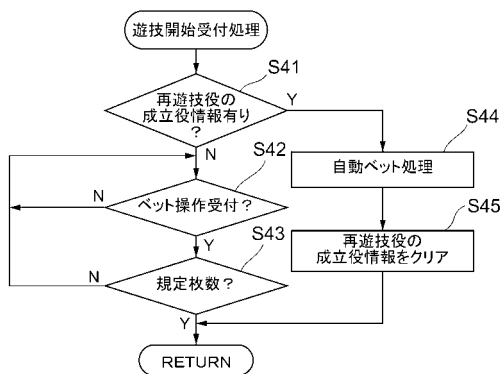 遊技開始受付処理
S41
再遊技役の
成立役情報有り
?
Y
N
S44
自動ベット処理
S42
ベット操作受付?
N
Y
S45
再遊技役の
成立役情報をクリア
S43
規定枚数?
N
Y
RETURN